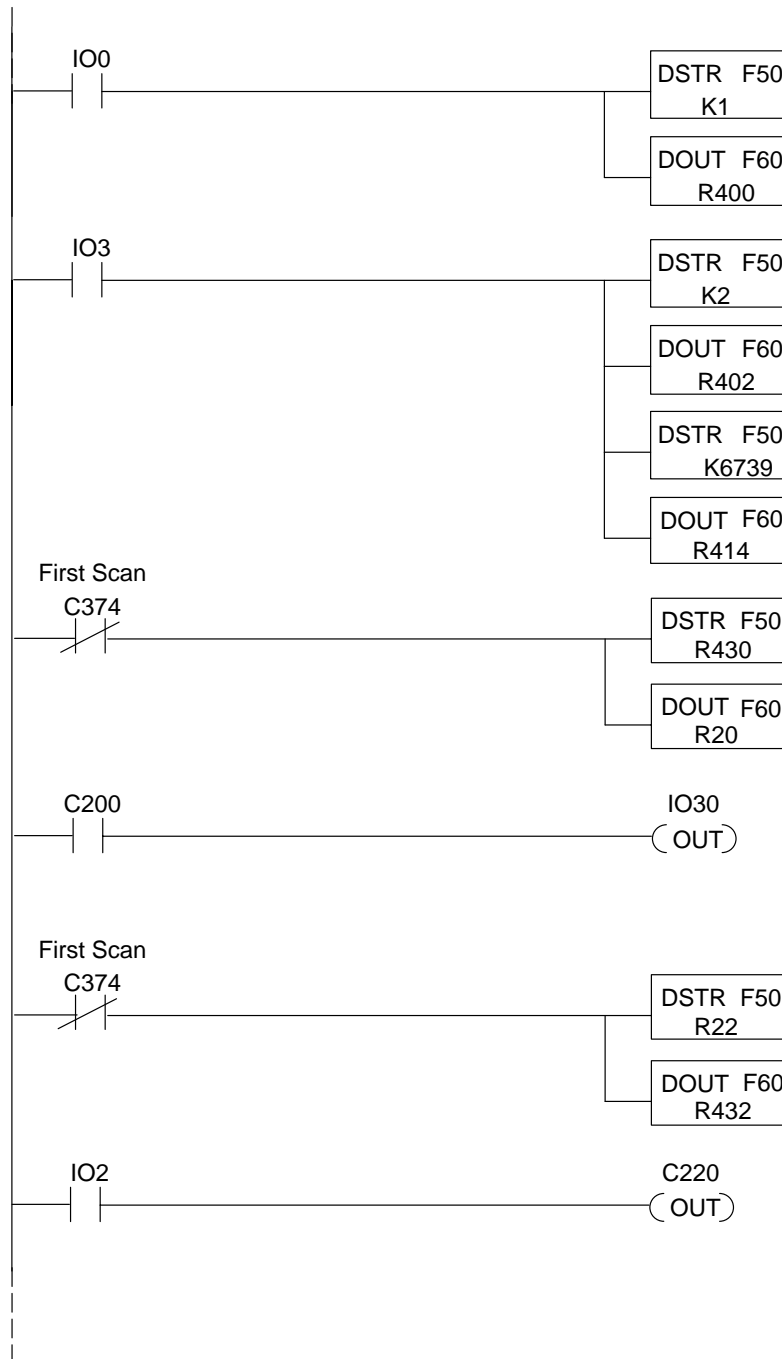 IO0
DSTR F50
K1
DOUT F60
R400
IO3
DSTR F50
K2
DOUT F60
R402
DSTR F50
K6739
DOUT F60
R414
First Scan
C374
DSTR F50
R430
DOUT F60
R20
C200
IO30
OUT
First Scan
C374
DSTR F50
R22
DOUT F60
R432
IO2
C220
OUT